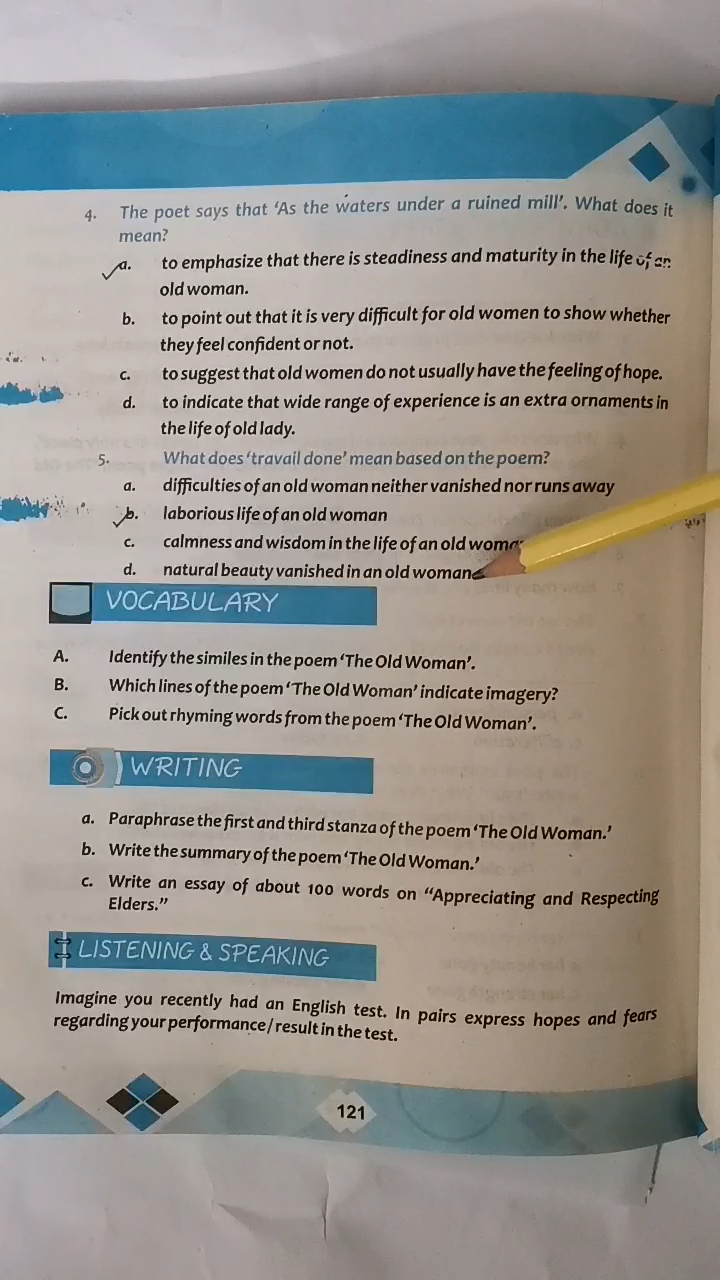 4. The poet says that 'As the waters under a ruined mill'. What does it
mean?
a. to emphasize that there is steadiness and maturity in the life of an
old woman.
b. to point out that it is very difficult for old women to show whether
they feel confident or not.
c. to suggest that old women do not usually have the feeling of hope.
d. to indicate that wide range of experience is an extra ornaments in
the life of old lady.
5. What does 'travail done' mean based on the poem?
a. difficulties of an old woman neither vanished nor runs away
b. laborious life of an old woman
c. calmness and wisdom in the life of an old
d. natural beauty vanished in an old woman
VOCABULARY
A. Identify the similes in the poem 'The Old Woman'.
B. Which lines of the poem 'The Old Woman' indicate imagery?
C. Pick out rhyming words from the poem 'The Old Woman'.
WRITING
a. Paraphrase the first and third stanza of the poem 'The Old Woman.'
b. Write the summary of the poem 'The Old Woman.'
c. Write an essay of about 100 words on "Appreciating and Respecting
Elders."
LISTENING & SPEAKING
Imagine you recently had an English test. In pairs express hopes and fears
regarding your performance/result in the test.
121